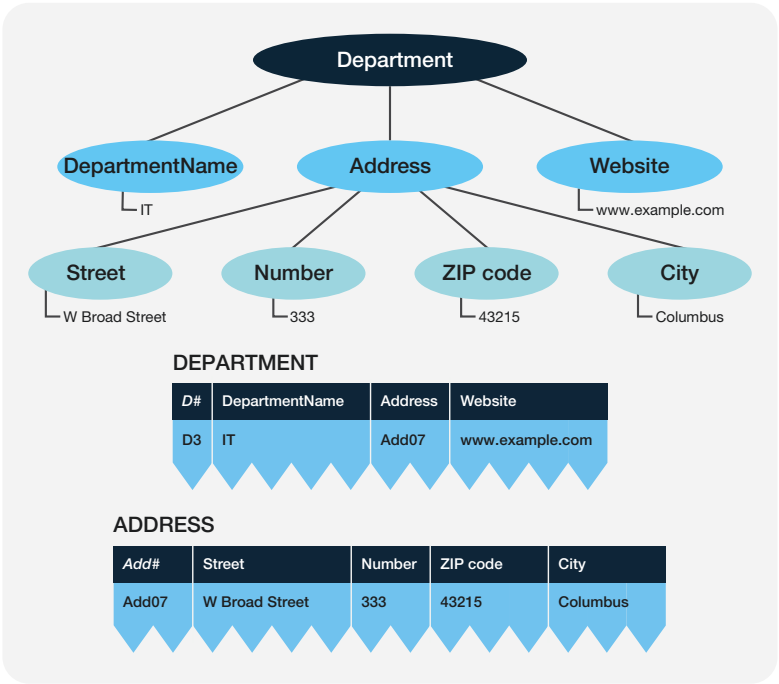 Department
DepartmentName Address Website
IT www.example.com
Street Number ZIP code City
W Broad Street 333 43215 Columbus
DEPARTMENT
D# DepartmentName Address Website
D3 IT Add07 www.example.com
ADDRESS
Add# Street Number ZIP code City
Add07 W Broad Street 333 43215 Columbus